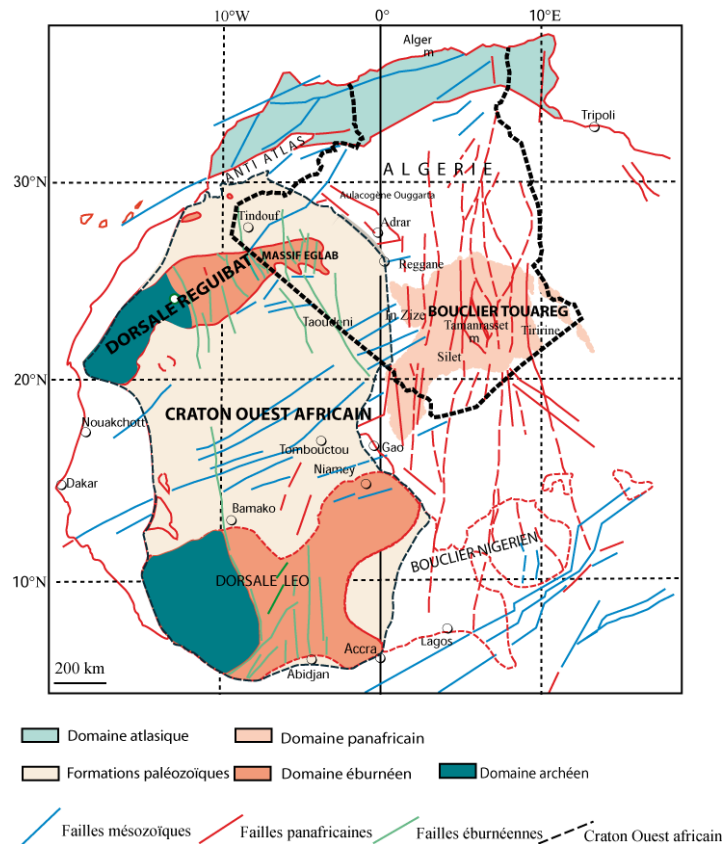 10°W
0°
10°E
Alger
m
Tripoli
ANTI ATLAS
ALGERIE
30°N
Aulacogène Ouggarta
Tindouf
Adrar
MASSIF EGLAB
Reggane
DORSALE REGUIBAT
BOUCLIER TOUAREG
In Zize
Taoudeni
Tamanrasset
m
Tiririne
Silet
20°N
CRATON OUEST AFRICAIN
Nouakchott
Tombouctou
Gao
Niamey
Dakar
Bamako
BOUCLIER NIGERIEN
DORSALE LEO
10°N
Lagos
Accra
Abidjan
200 km
Domaine atlasique
Domaine panafricain
Formations paléozoïques
Domaine éburnéen
Domaine archéen
Failles mésozoïques
Failles panafricaines
Failles éburnéennes
Craton Ouest africain